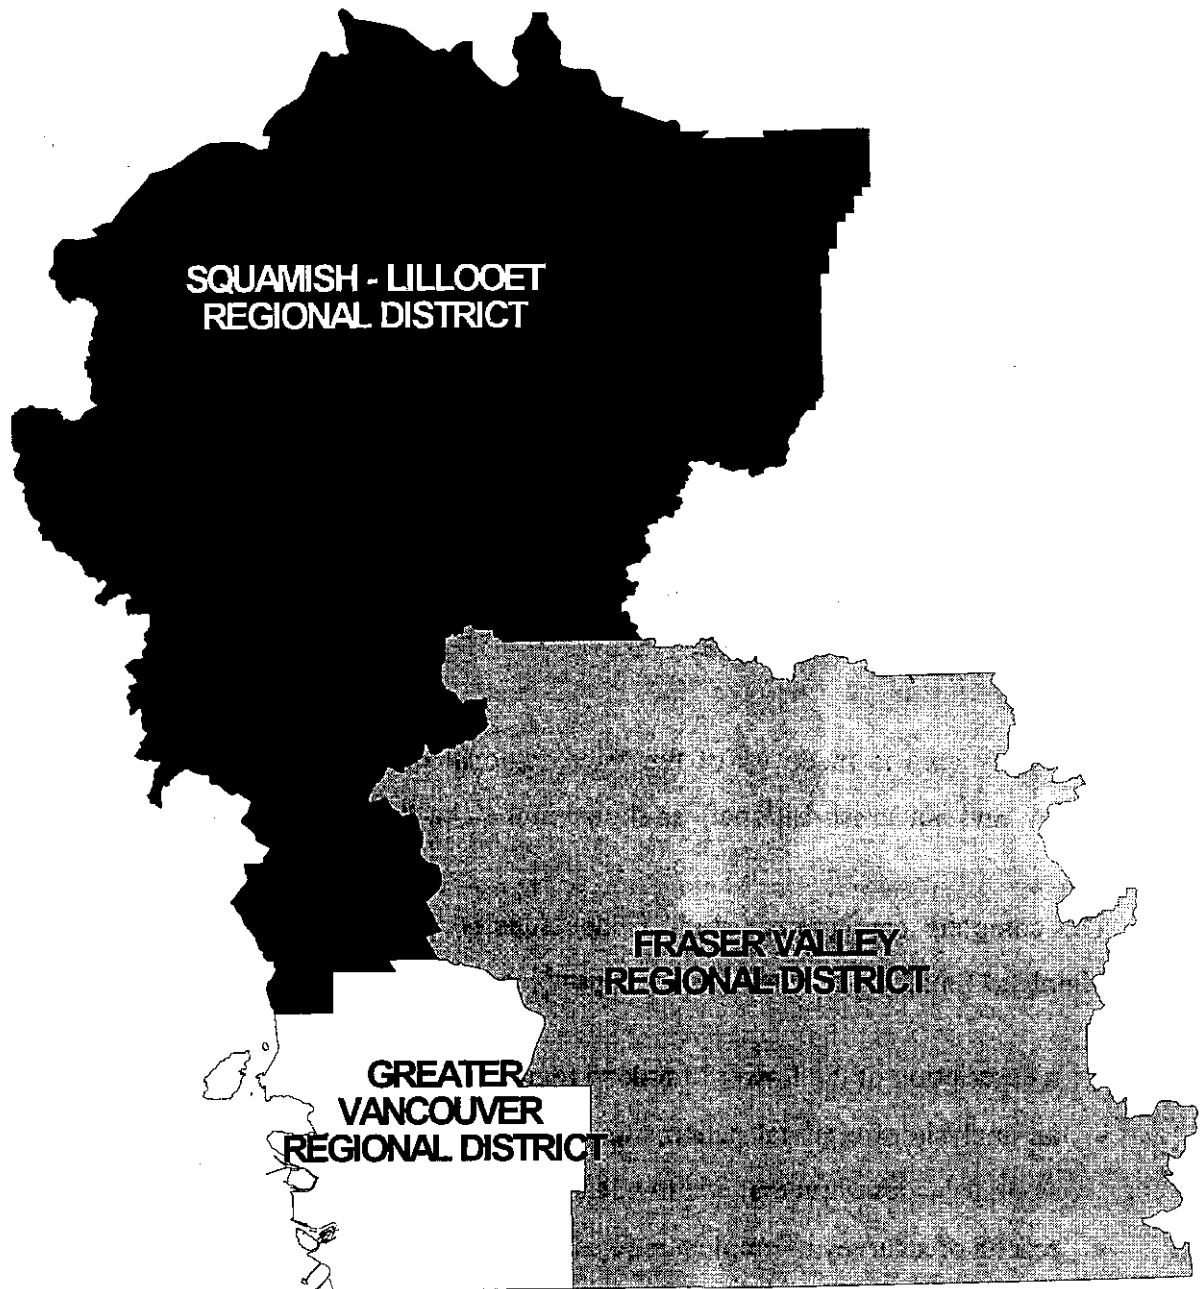 SQUAMISH - LILLOOET
REGIONAL DISTRICT
FRASER VALLEY
REGIONAL DISTRICT
GREATER
VANCOUVER
REGIONAL DISTRICT